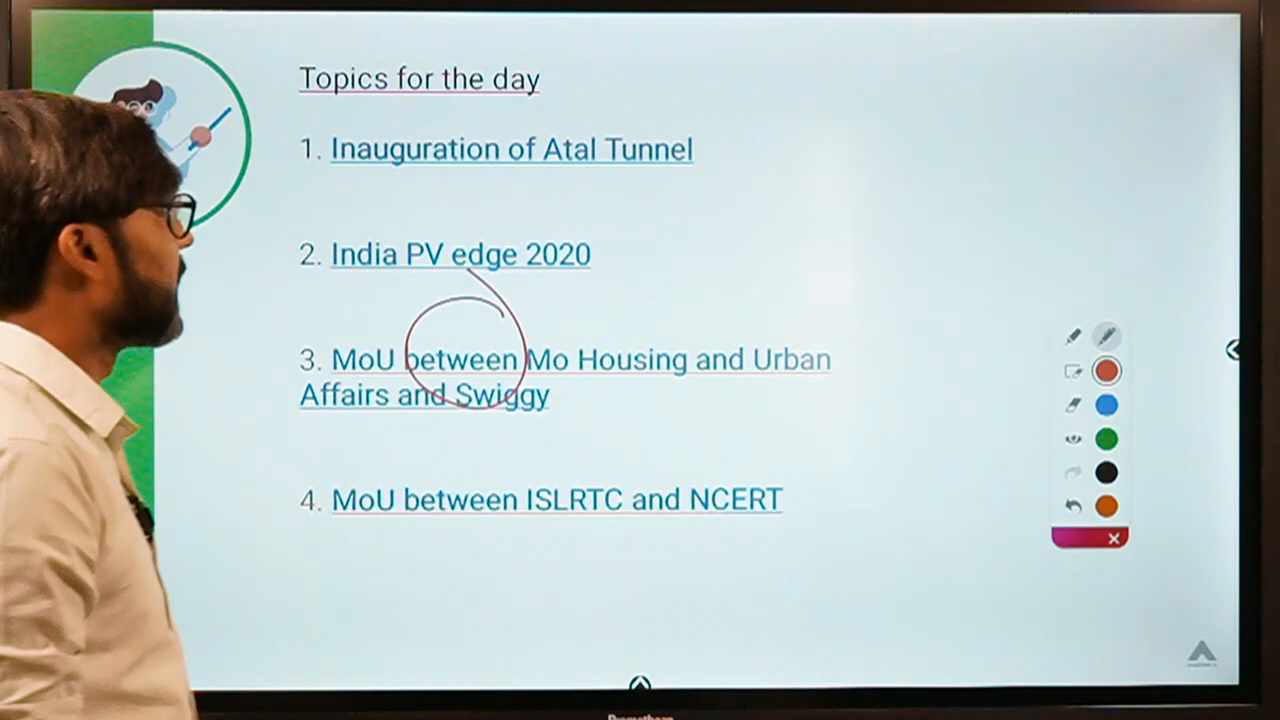 Topics for the day
1. Inauguration of Atal Tunnel
2. India PV edge 2020
3. MoU between Mo Housing and Urban
Affairs and Swiggy
4. MoU between ISLRTC and NCERT
Promethean